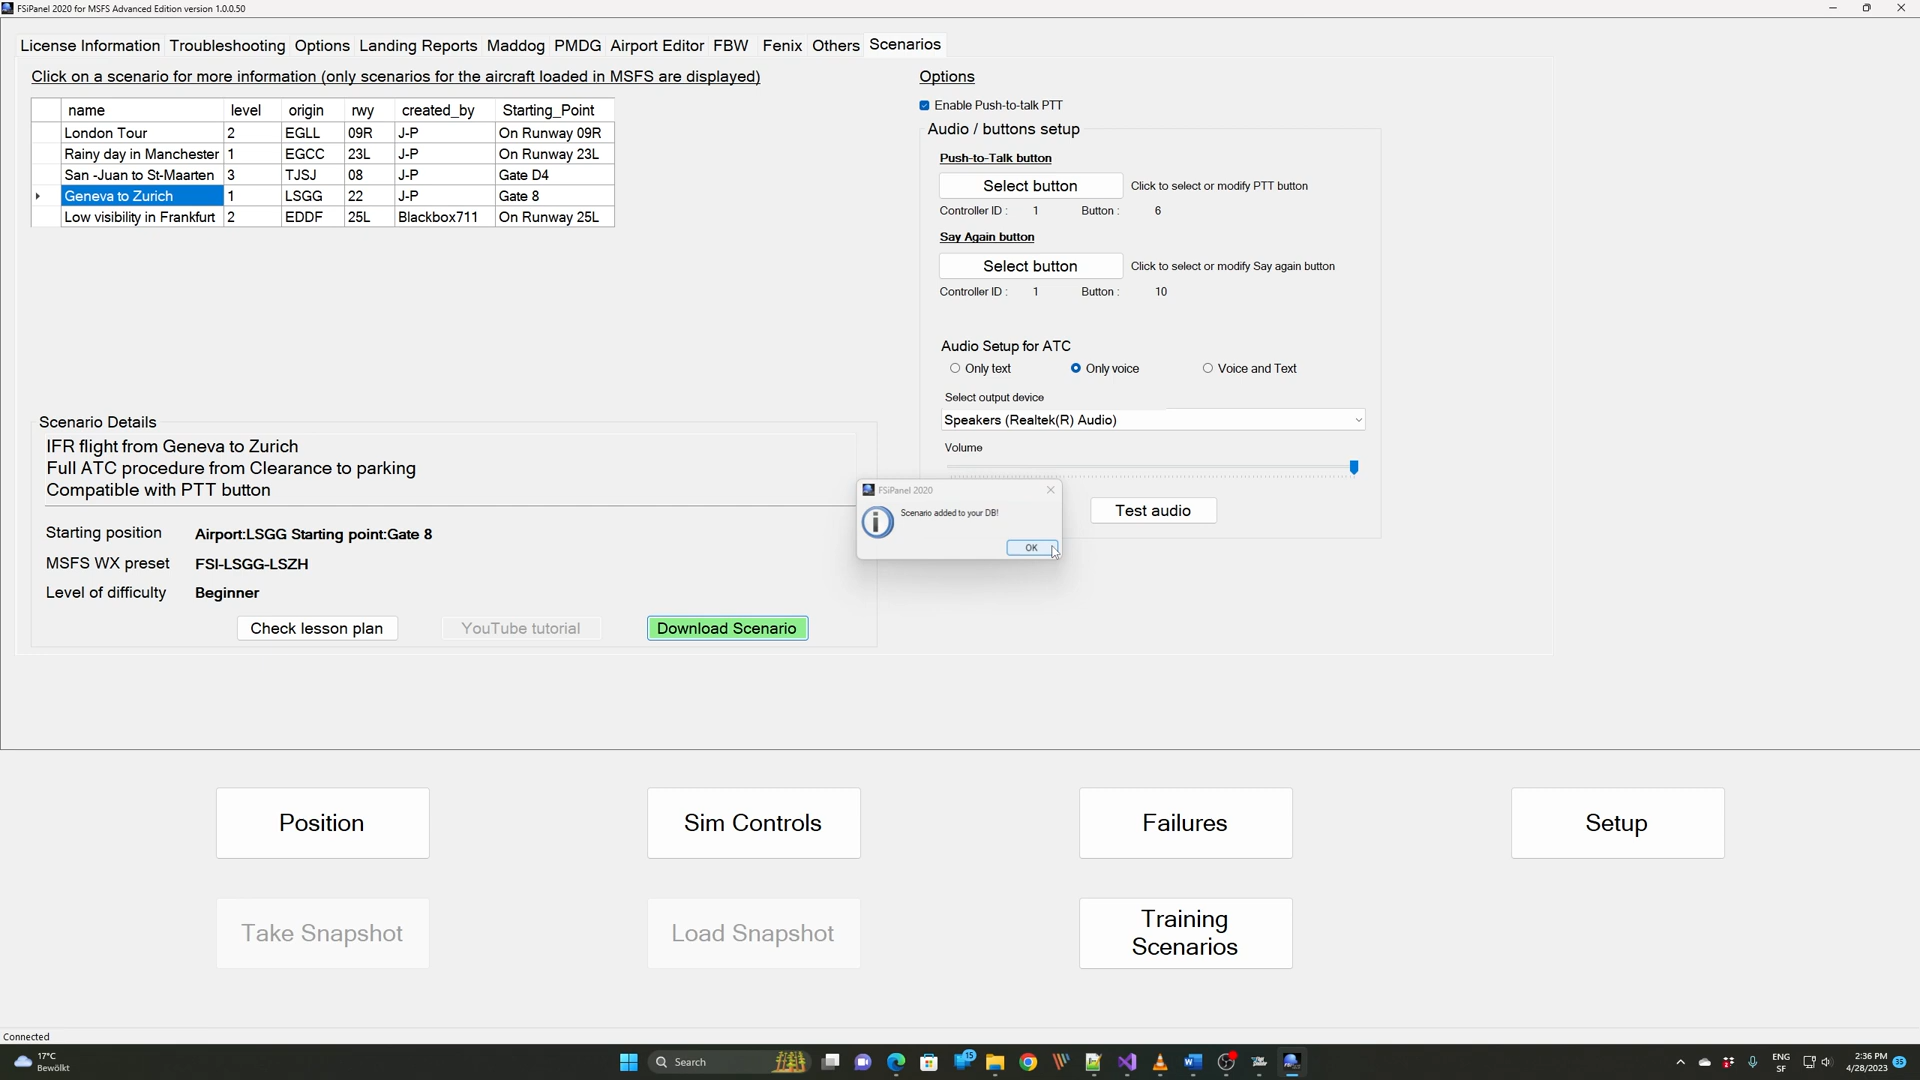 FSiPanel 2020 for MSFS Advanced Edition version 1.0.0.50
License Information Troubleshooting Options Landing Reports Maddog PMDG Airport Editor FBW Fenix Others Scenarios
Click on a scenario for more information (only scenarios for the aircraft loaded in MSFS are displayed)
name level origin rwy created_by Starting_Point
London Tour 2 EGLL 09R J-P On Runway 09R
Rainy day in Manchester 1 EGCC 23L J-P On Runway 23L
San -Juan to St-Maarten 3 TJSJ 08 J-P Gate D4
Geneva to Zurich 1 LSGG 22 J-P Gate 8
Low visibility in Frankfurt 2 EDDF 25L Blackbox711 On Runway 25L
Options
Enable Push-to-talk PTT
Audio / buttons setup
Push-to-Talk button
Select button Click to select or modify PTT button
Controller ID : 1 Button : 6
Say Again button
Select button Click to select or modify Say again button
Controller ID : 1 Button : 10
Audio Setup for ATC
Only text Only voice Voice and Text
Select output device
Speakers (Realtek(R) Audio)
Volume
Test audio
Scenario Details
IFR flight from Geneva to Zurich
Full ATC procedure from Clearance to parking
Compatible with PTT button
Starting position Airport:LSGG Starting point:Gate 8
MSFS WX preset FSI-LSGG-LSZH
Level of difficulty Beginner
Check lesson plan YouTube tutorial Download Scenario
FSiPanel 2020
Scenario added to your DB!
OK
Position Sim Controls Failures Setup
Take Snapshot Load Snapshot Training
Scenarios
Connected
17°C
Bewölkt
Search
15
ENG
SF
2:36 PM
4/28/2023
35